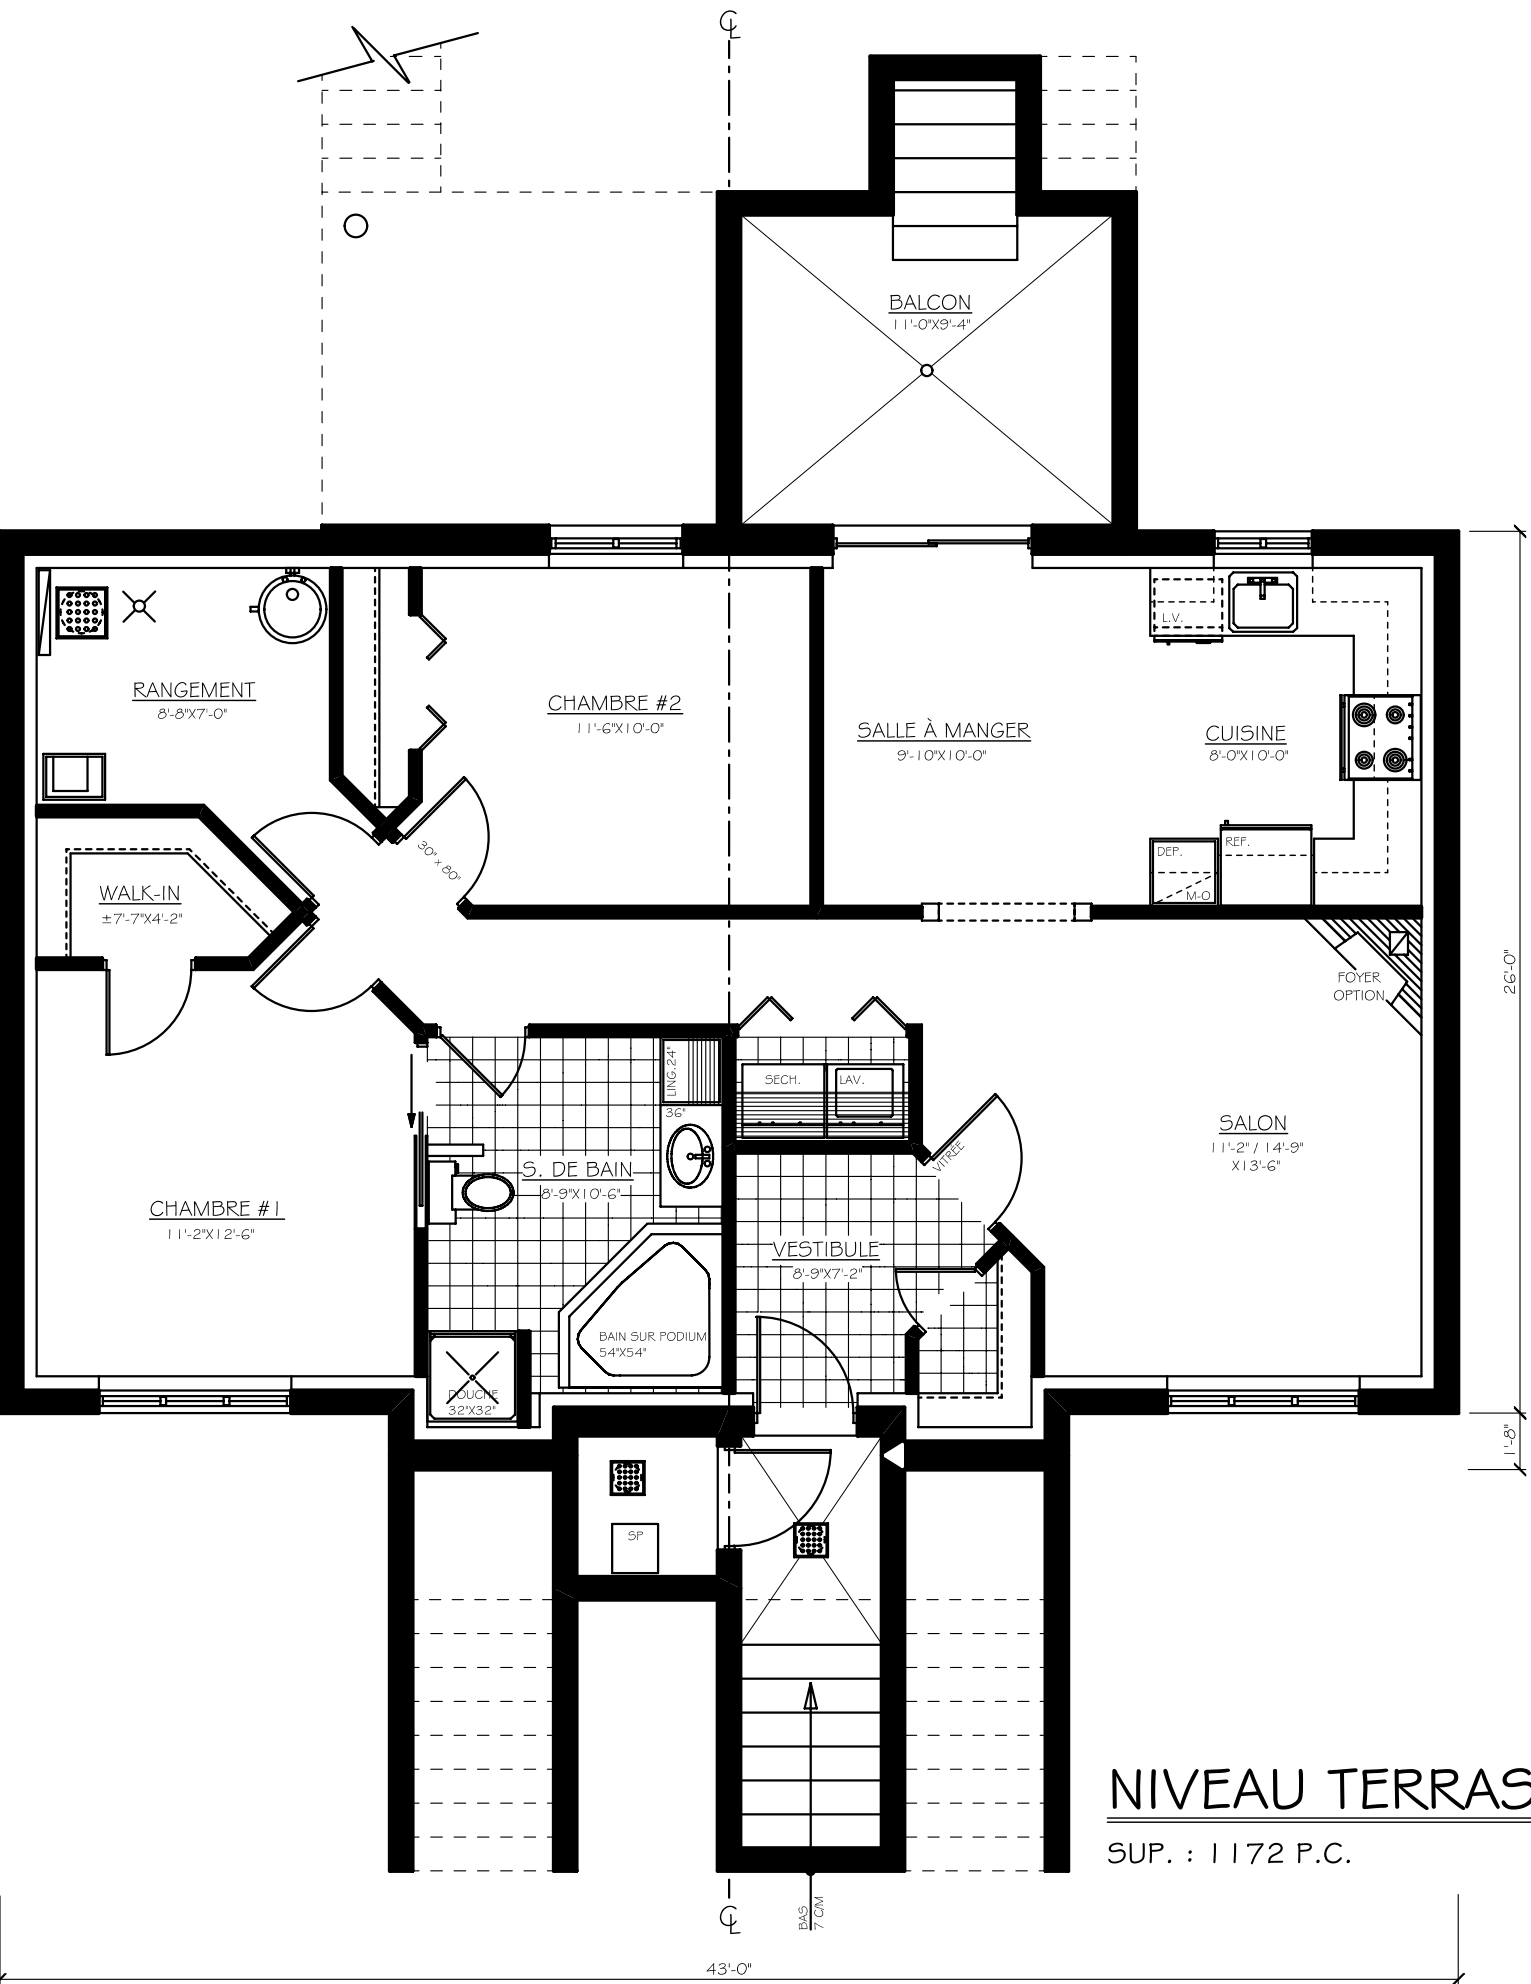 CL
BALCON
11'-0"X9'-4"
RANGEMENT
8'-8"X7'-0"
CHAMBRE #2
11'-6"X10'-0"
SALLE À MANGER
9'-10"X10'-0"
CUISINE
8'-0"X10'-0"
L.V.
30" x 80"
DEP.
M-O
REF.
WALK-IN
±7'-7"X4'-2"
FOYER
OPTION
26'-0"
LING.24"
36"
SECH.
LAV.
VITRÉE
SALON
11'-2" / 14'-9"
X13'-6"
S. DE BAIN
8'-9"X10'-6"
CHAMBRE #1
11'-2"X12'-6"
VESTIBULE
8'-9"X7'-2"
BAIN SUR PODIUM
54"X54"
DOUCHE
32"X32"
1'-8"
SP
NIVEAU TERRAS
SUP. : 1172 P.C.
BAS
7 C/M
CL
43'-0"